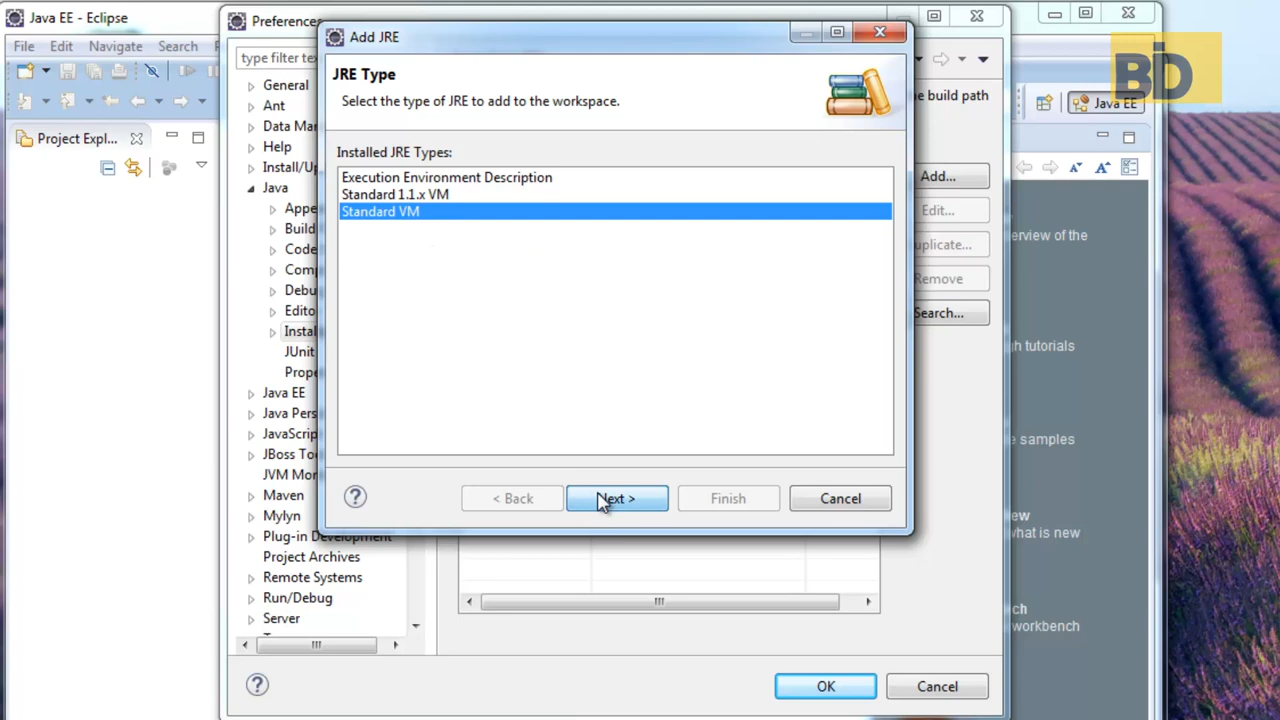 Java EE - Eclipse
File Edit Navigate Search
Project Expl...
Preferences
type filter te
General
Ant
Data Mar
Help
Install/Up
Java
Appe
Build
Code
Comp
Debu
Edito
Instal
JUnit
Prope
Java EE
Java Pers
JavaScrip
JBoss Too
JVM Mon
Maven
Mylyn
Plug-in Development
Project Archives
Remote Systems
Run/Debug
Server
Add JRE
JRE Type
Select the type of JRE to add to the workspace.
Installed JRE Types:
Execution Environment Description
Standard 1.1.x VM
Standard VM
< Back
ext >
Finish
Cancel
he build path
Add...
Edit...
uplicate...
Remove
Search...
OK
Cancel
BD
Java EE
erview of the
gh tutorials
e samples
ew
what is new
ch
workbench